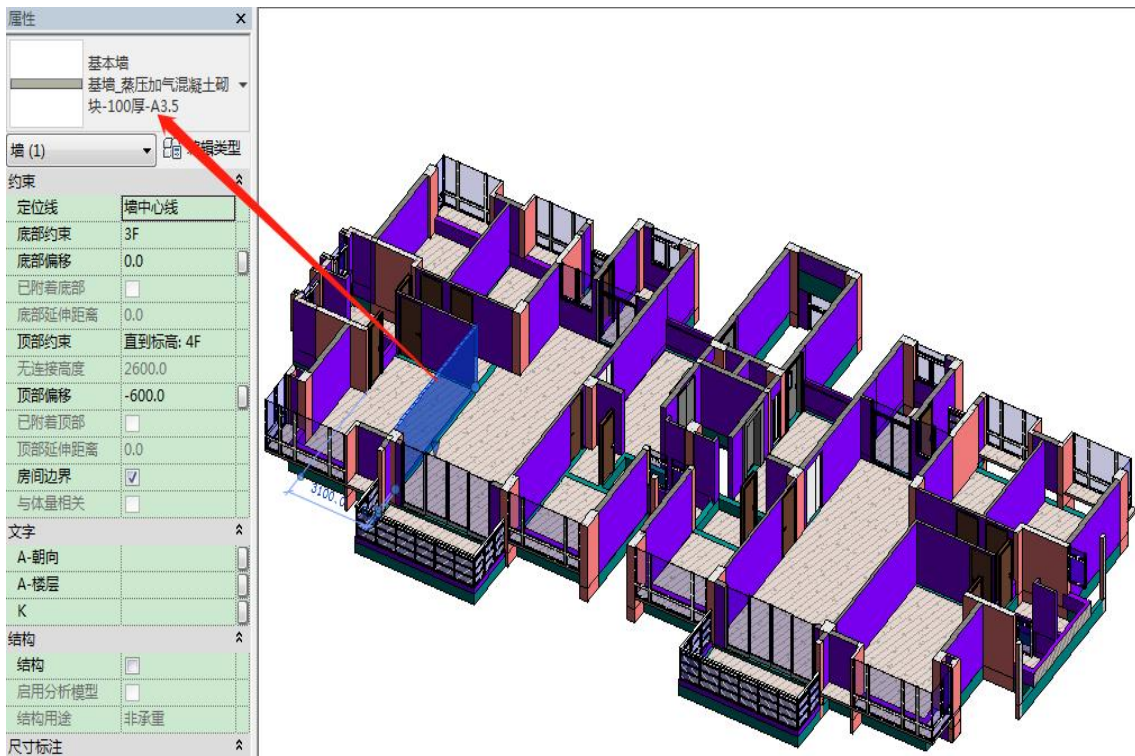 属性 X
基本墙
基墙_蒸压加气混凝土砌
块-100厚-A3.5
墙 (1) 编辑类型
约束
定位线 墙中心线
底部约束 3F
底部偏移 0.0
已附着底部
底部延伸距离 0.0
顶部约束 直到标高: 4F
无连接高度 2600.0
顶部偏移 -600.0
已附着顶部
顶部延伸距离 0.0
房间边界
与体量相关
文字
A-朝向
A-楼层
K
结构
结构
启用分析模型
结构用途 非承重
尺寸标注
3100.0